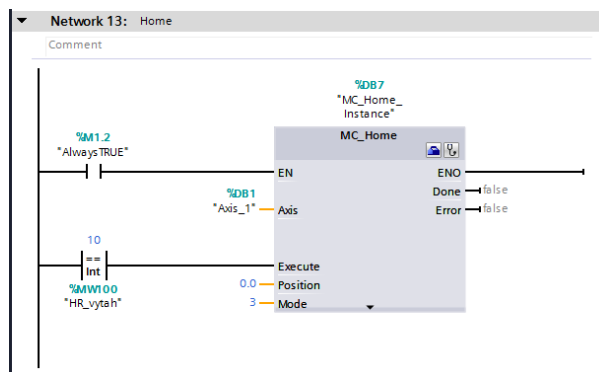 Network 13: Home
Comment
%DB7
"MC_Home_
Instance"
%M1.2
"AlwaysTRUE"
MC_Home
EN
ENO
%DB1
"Axis_1"
Axis
Done
false
Error
false
10
==
Int
%MW100
"HR_vytah"
Execute
0.0
Position
3
Mode